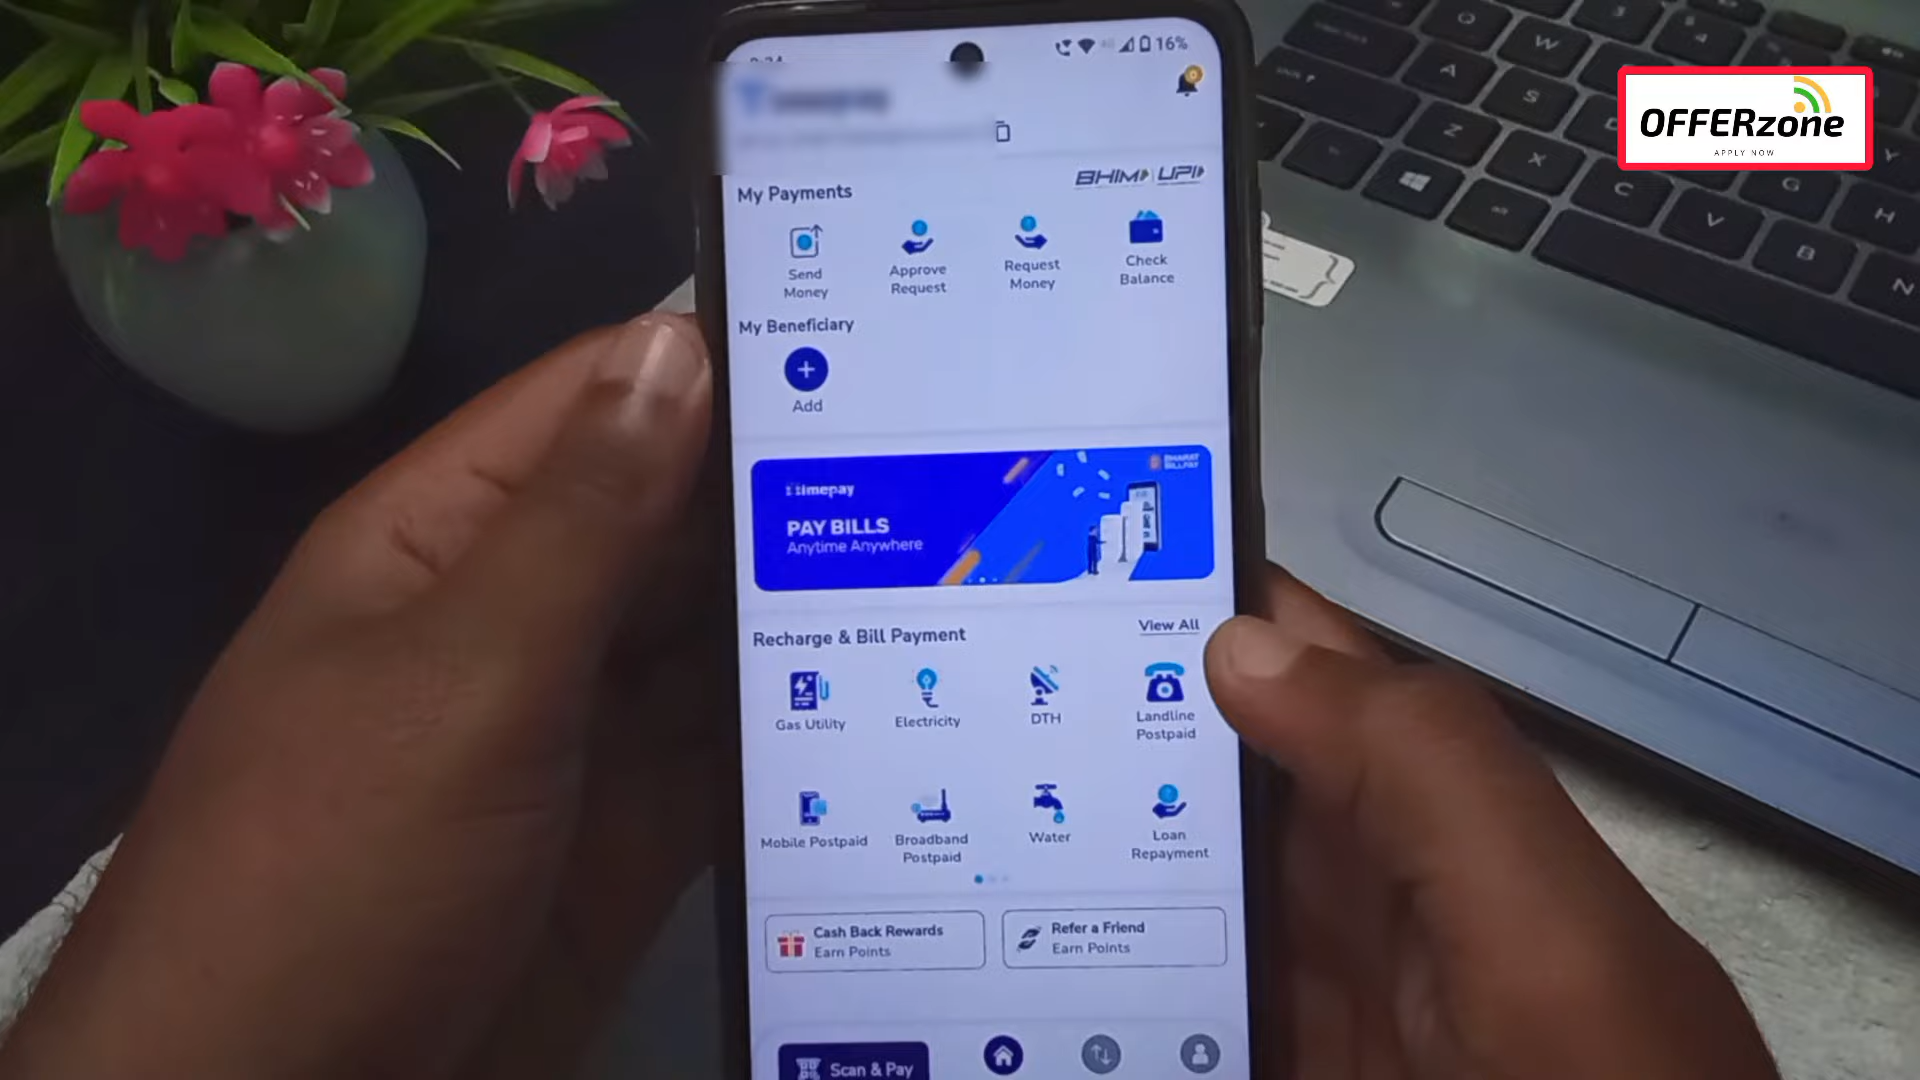 16%
OFFERzone
APPLY NOW
My Payments
BHIM UPI
Send Money
Approve Request
Request Money
Check Balance
My Beneficiary
Add
timepay
BHARAT BILLPAY
PAY BILLS
Anytime Anywhere
Recharge & Bill Payment
View All
Gas Utility
Electricity
DTH
Landline Postpaid
Mobile Postpaid
Broadband Postpaid
Water
Loan Repayment
Cash Back Rewards
Earn Points
Refer a Friend
Earn Points
Scan & Pay
O
W
A
S
Z
X
C
V
B
G
H
N
Y